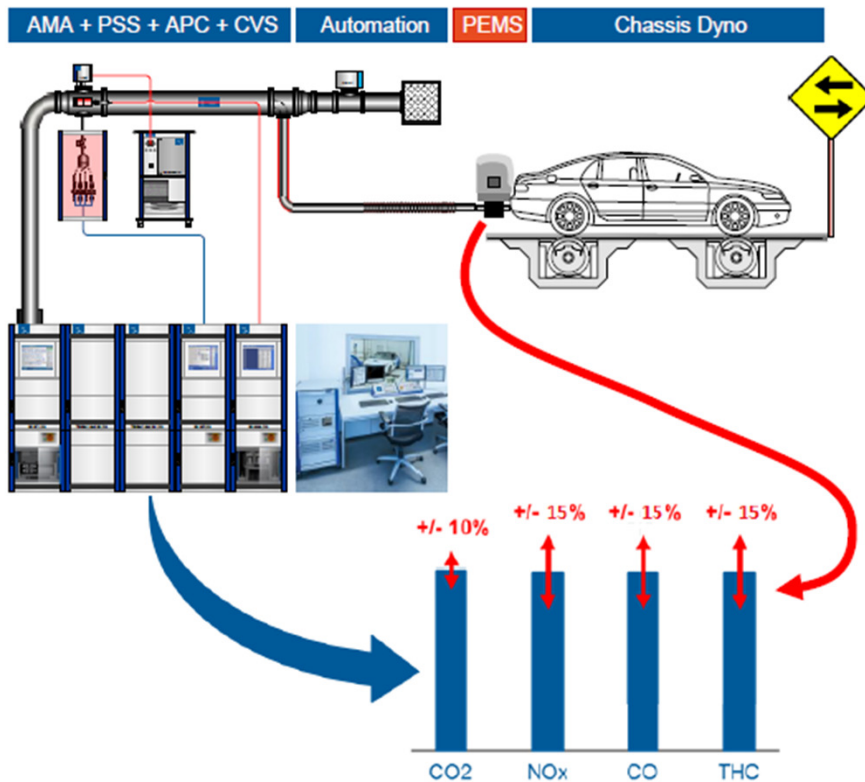 AMA + PSS + APC + CVS
Automation
PEMS
Chassis Dyno
+/- 10%
+/- 15%
+/- 15%
+/- 15%
CO2
NOx
CO
THC